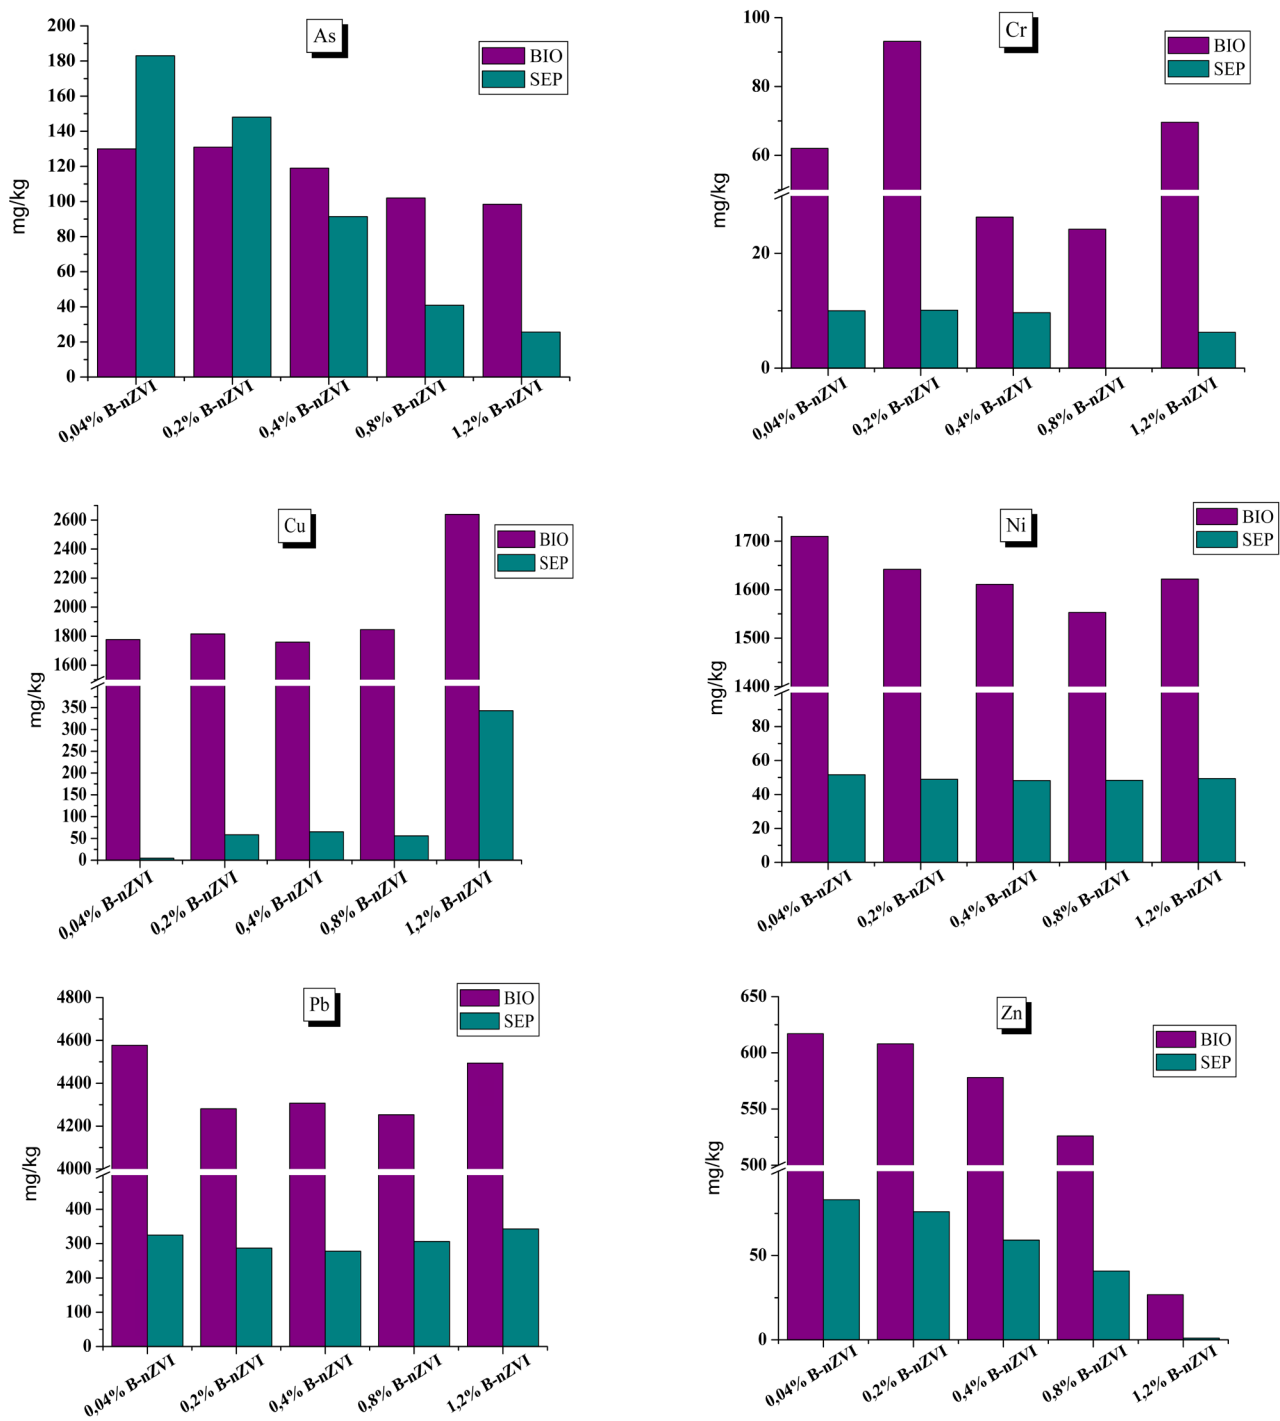 As
BIO
SEP
mg/kg
200
180
160
140
120
100
80
60
40
20
0
0,04% B-nZVI
0,2% B-nZVI
0,4% B-nZVI
0,8% B-nZVI
1,2% B-nZVI
Cr
BIO
SEP
mg/kg
100
80
60
20
0
0,04% B-nZVI
0,2% B-nZVI
0,4% B-nZVI
0,8% B-nZVI
1,2% B-nZVI
Cu
BIO
SEP
mg/kg
2600
2400
2200
2000
1800
1600
350
300
250
200
150
100
50
0
0,04% B-nZVI
0,2% B-nZVI
0,4% B-nZVI
0,8% B-nZVI
1,2% B-nZVI
Ni
BIO
SEP
mg/kg
1700
1600
1500
1400
80
60
40
20
0
0,04% B-nZVI
0,2% B-nZVI
0,4% B-nZVI
0,8% B-nZVI
1,2% B-nZVI
Pb
BIO
SEP
mg/kg
4800
4600
4400
4200
4000
400
300
200
100
0
0,04% B-nZVI
0,2% B-nZVI
0,4% B-nZVI
0,8% B-nZVI
1,2% B-nZVI
Zn
BIO
SEP
mg/kg
650
600
550
500
50
0
0,04% B-nZVI
0,2% B-nZVI
0,4% B-nZVI
0,8% B-nZVI
1,2% B-nZVI